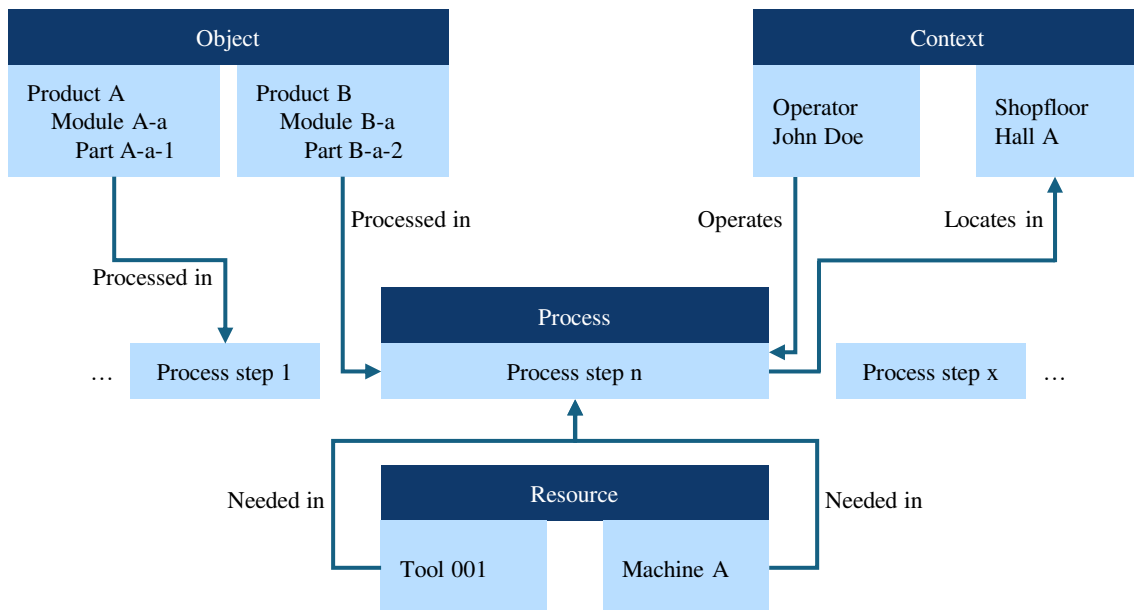 Object
Context
Product A
Module A-a
Part A-a-1
Product B
Module B-a
Part B-a-2
Operator
John Doe
Shopfloor
Hall A
Processed in
Operates
Locates in
Processed in
Process
… Process step 1
Process step n
Process step x …
Resource
Needed in
Needed in
Tool 001
Machine A